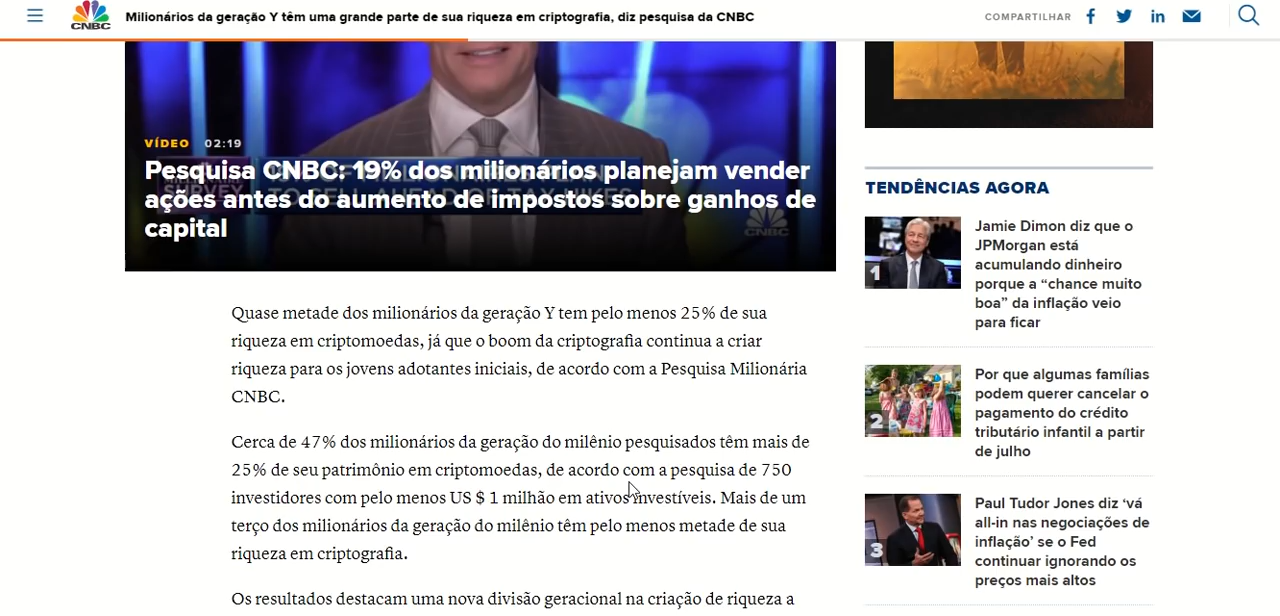 CNBC
Milionários da geração Y têm uma grande parte de sua riqueza em criptografia, diz pesquisa da CNBC
COMPARTILHAR
VÍDEO 02:19
Pesquisa CNBC: 19% dos milionários planejam vender
ações antes do aumento de impostos sobre ganhos de
capital
SURVEY
CNBC
Quase metade dos milionários da geração Y tem pelo menos 25% de sua
riqueza em criptomoedas, já que o boom da criptografia continua a criar
riqueza para os jovens adotantes iniciais, de acordo com a Pesquisa Milionária
CNBC.
Cerca de 47% dos milionários da geração do milênio pesquisados têm mais de
25% de seu patrimônio em criptomoedas, de acordo com a pesquisa de 750
investidores com pelo menos US $ 1 milhão em ativos investíveis. Mais de um
terço dos milionários da geração do milênio têm pelo menos metade de sua
riqueza em criptografia.
Os resultados destacam uma nova divisão geracional na criação de riqueza a
TENDÊNCIAS AGORA
1
Jamie Dimon diz que o
JPMorgan está
acumulando dinheiro
porque a “chance muito
boa” da inflação veio
para ficar
2
Por que algumas famílias
podem querer cancelar o
pagamento do crédito
tributário infantil a partir
de julho
3
Paul Tudor Jones diz ‘vá
all-in nas negociações de
inflação’ se o Fed
continuar ignorando os
preços mais altos